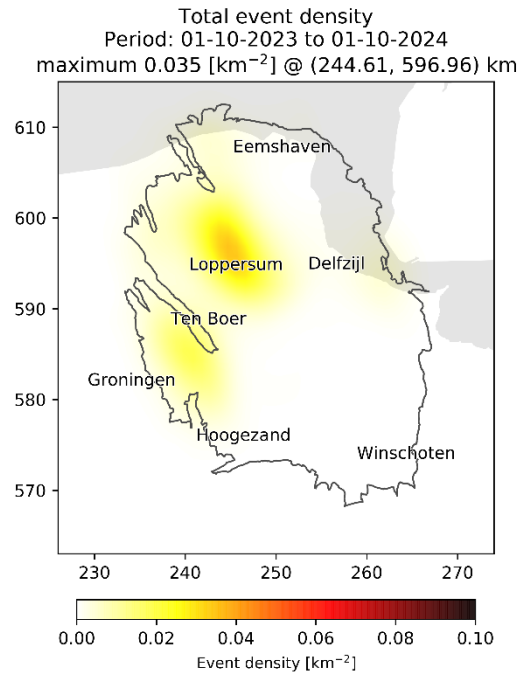 Total event density
Period: 01-10-2023 to 01-10-2024
maximum 0.035 [km⁻²] @ (244.61, 596.96) km
610
Eemshaven
600
Loppersum
Delfzijl
590
Ten Boer
Groningen
580
Hoogezand
Winschoten
570
230 240 250 260 270
0.00 0.02 0.04 0.06 0.08 0.10
Event density [km⁻²]